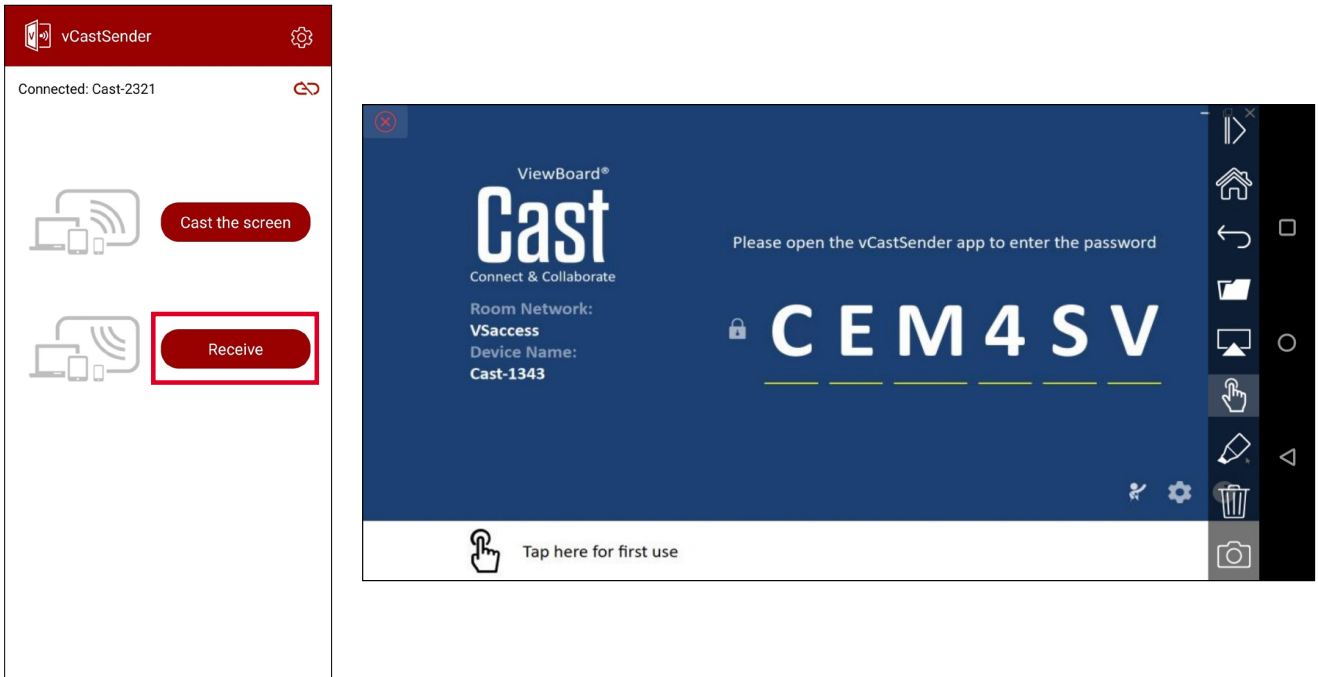 vCastSender
Connected: Cast-2321
Cast the screen
Receive
ViewBoard®
Cast
Connect & Collaborate
Room Network:
VSaccess
Device Name:
Cast-1343
Please open the vCastSender app to enter the password
C E M 4 S V
Tap here for first use